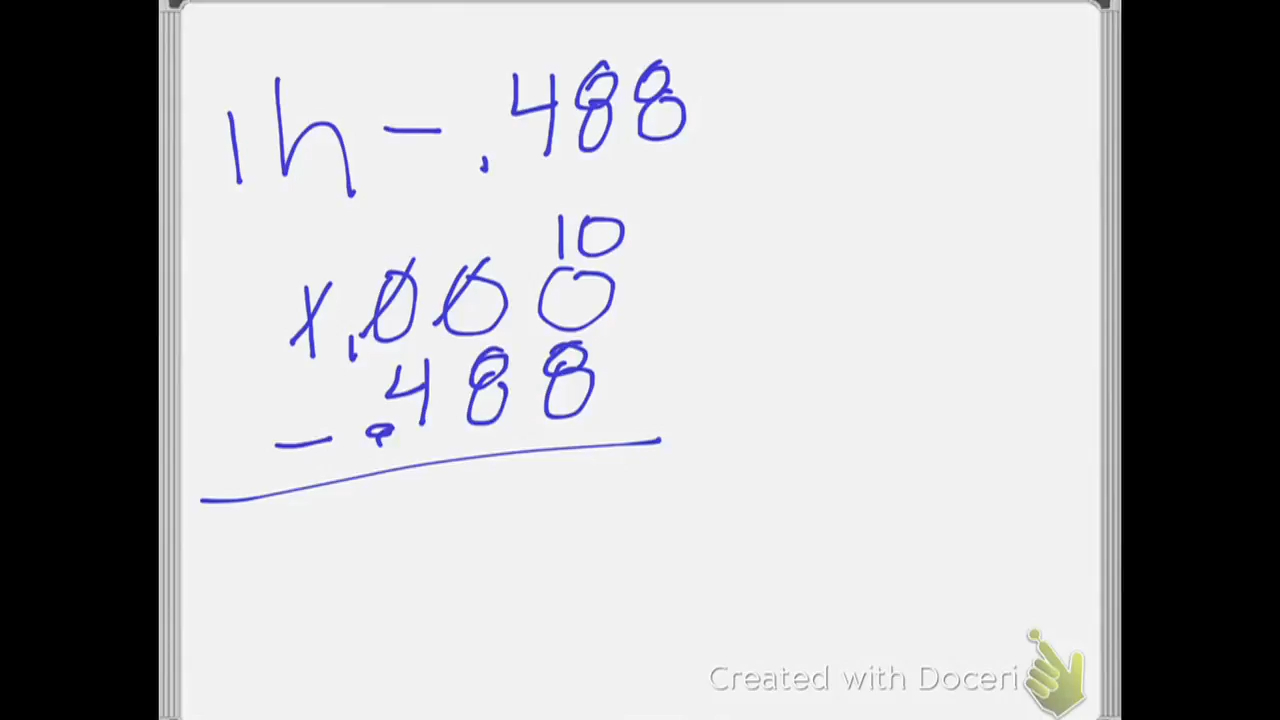 1h - .488
10
1.000
- .488
Created with Doceri